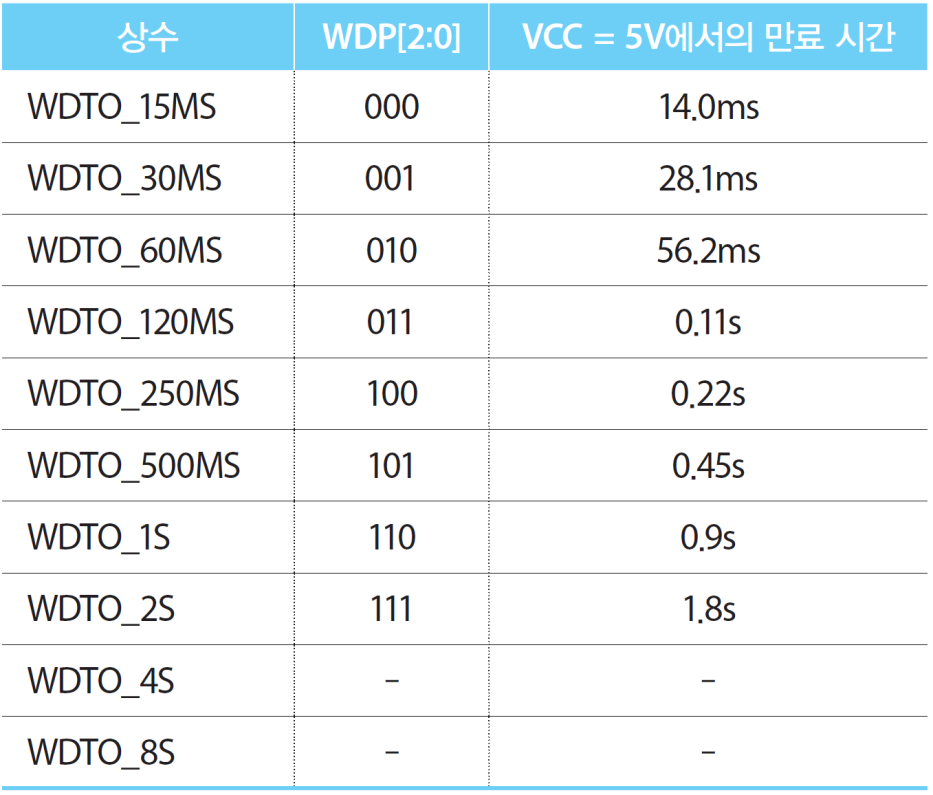 상수 WDP[2:0] VCC = 5V에서의 만료 시간
WDTO_15MS 000 14.0ms
WDTO_30MS 001 28.1ms
WDTO_60MS 010 56.2ms
WDTO_120MS 011 0.11s
WDTO_250MS 100 0.22s
WDTO_500MS 101 0.45s
WDTO_1S 110 0.9s
WDTO_2S 111 1.8s
WDTO_4S – –
WDTO_8S – –